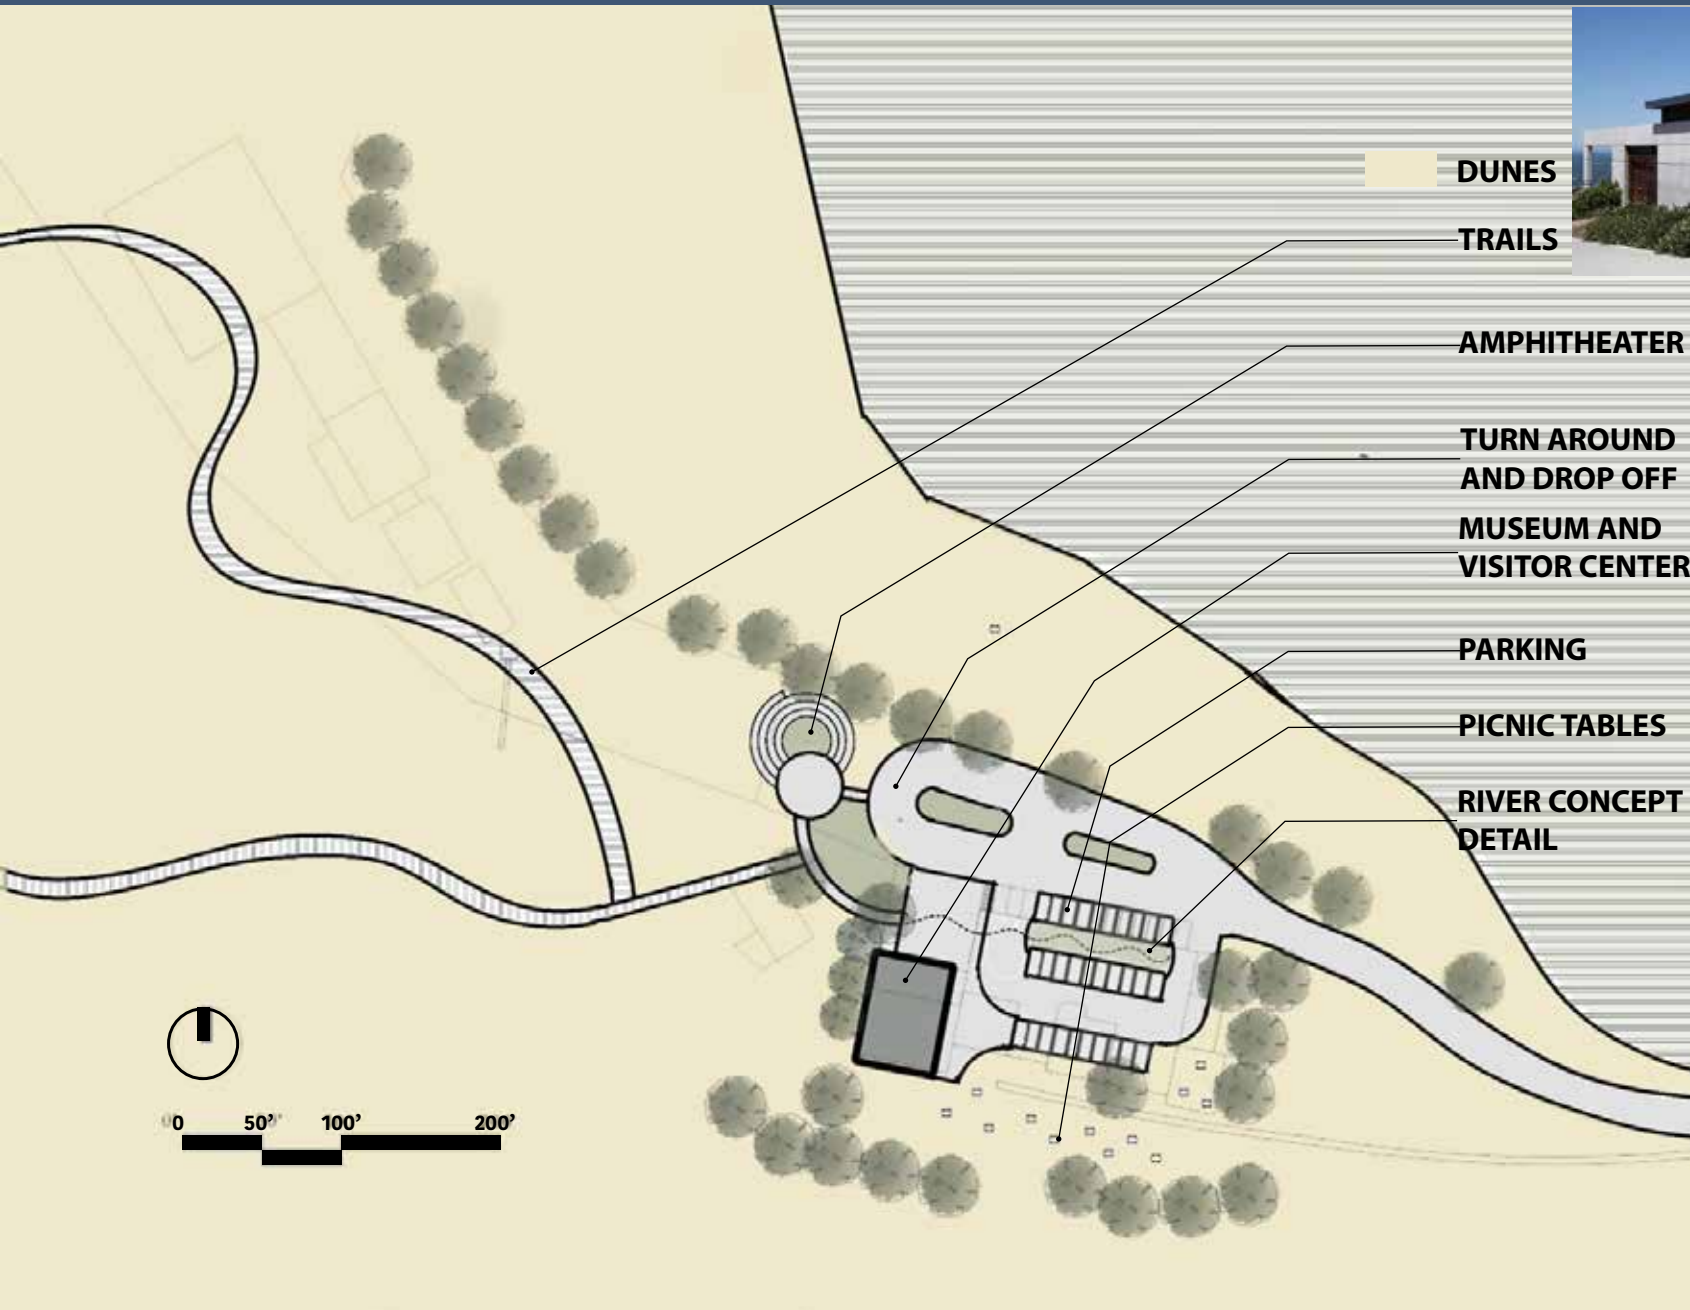 DUNES
TRAILS
AMPHITHEATER
TURN AROUND
AND DROP OFF
MUSEUM AND
VISITOR CENTER
PARKING
PICNIC TABLES
RIVER CONCEPT
DETAIL
0 50’ 100’ 200’